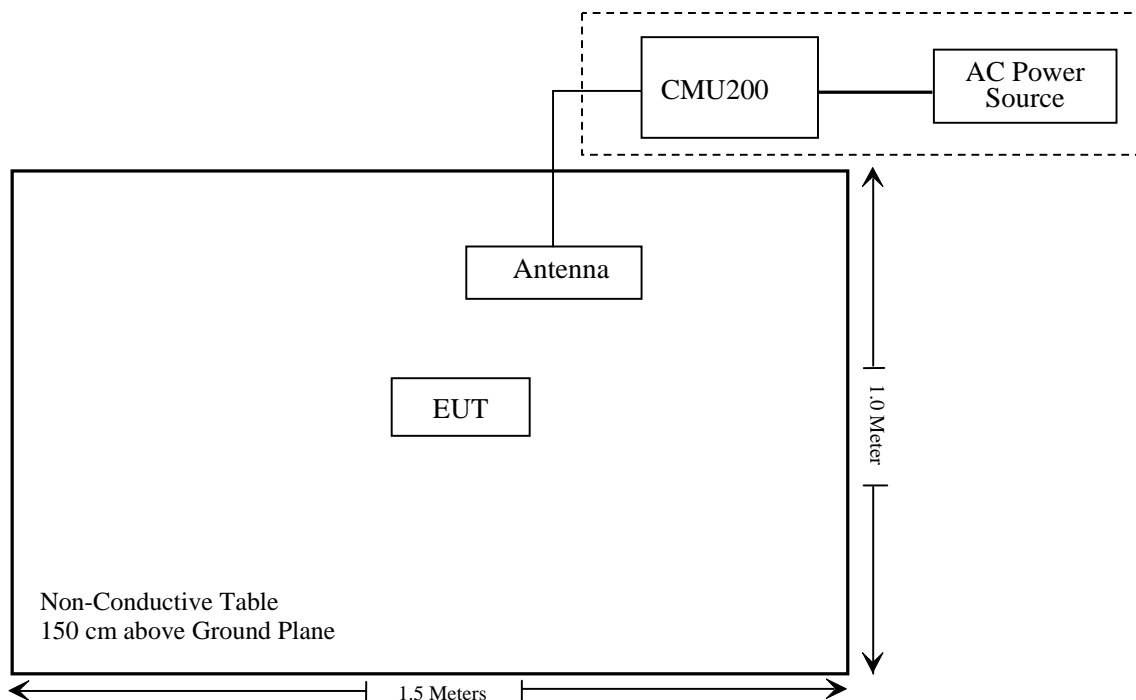 CMU200
AC Power
Source
Antenna
EUT
1.0 Meter
Non-Conductive Table
150 cm above Ground Plane
1.5 Meters